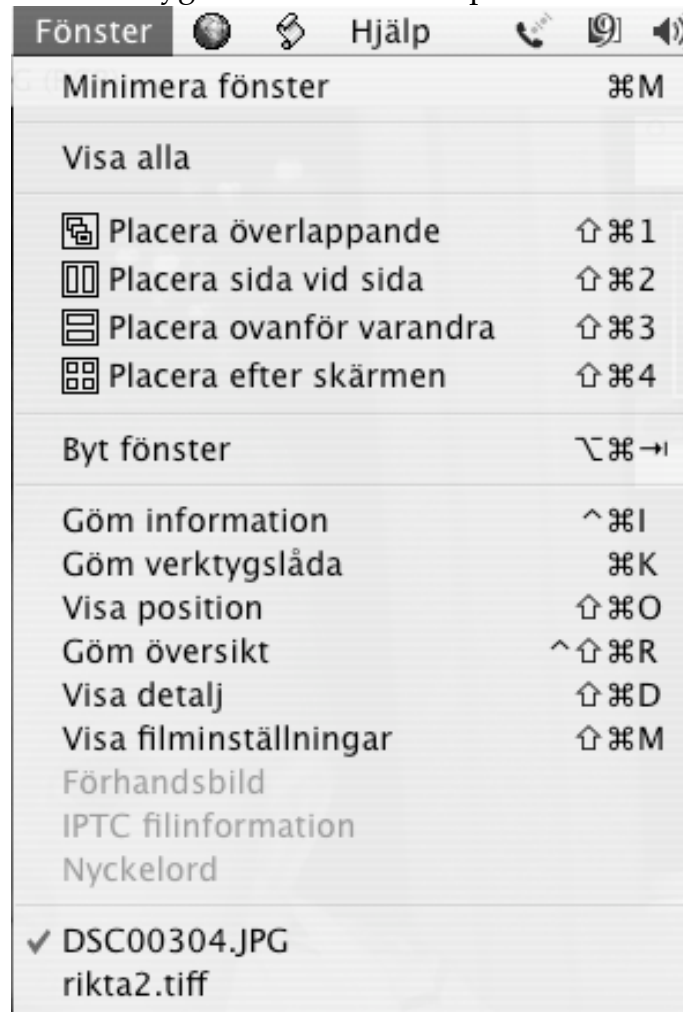 Fönster Hjälp
Minimera fönster ⌘M
Visa alla
Placera överlappande ⇧⌘1
Placera sida vid sida ⇧⌘2
Placera ovanför varandra ⇧⌘3
Placera efter skärmen ⇧⌘4
Byt fönster ⌥⌘⇥
Göm information ^⌘I
Göm verktygslåda ⌘K
Visa position ⇧⌘O
Göm översikt ^⇧⌘R
Visa detalj ⇧⌘D
Visa filminställningar ⇧⌘M
Förhandsbild
IPTC filinformation
Nyckelord
✓ DSC00304.JPG
rikta2.tiff